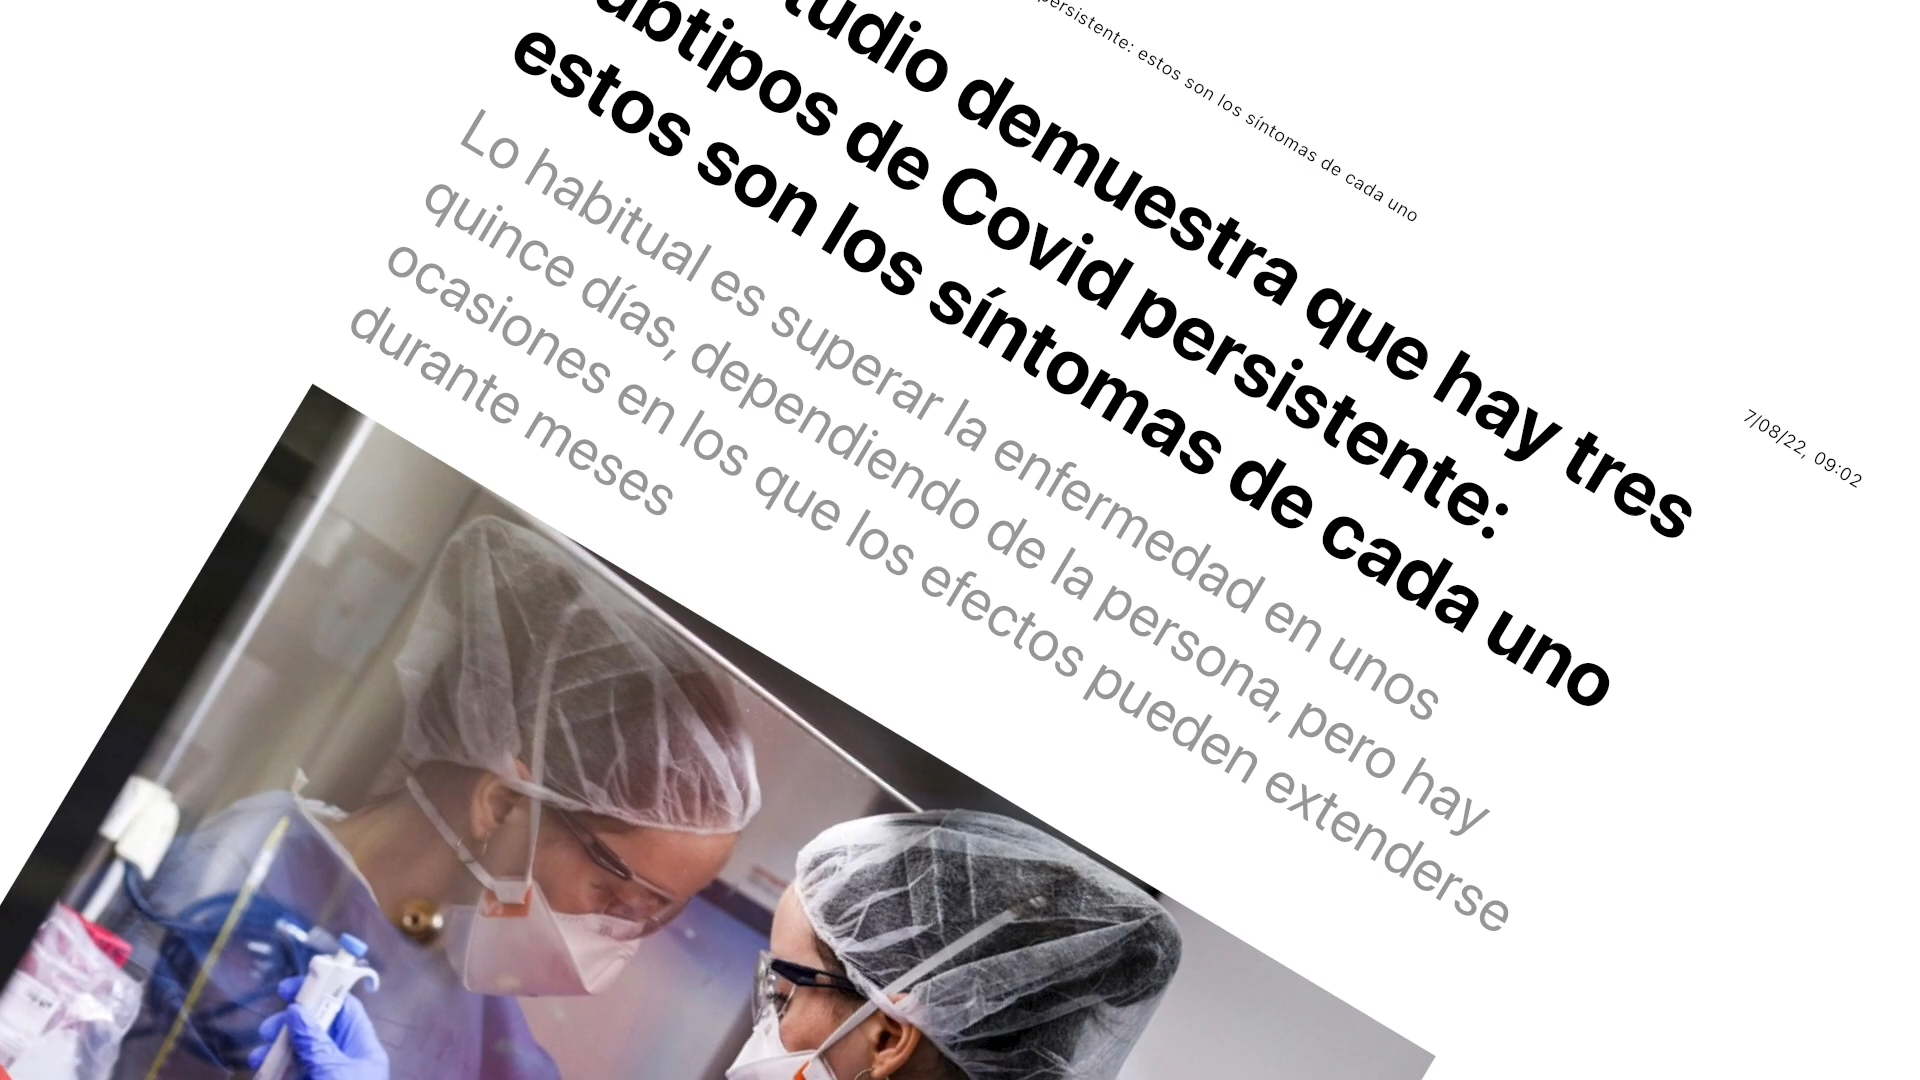 persistente: estos son los síntomas de cada uno
7/08/22, 09:02
tudio demuestra que hay tres
ubtipos de Covid persistente:
estos son los síntomas de cada uno
Lo habitual es superar la enfermedad en unos
quince días, dependiendo de la persona, pero hay
ocasiones en los que los efectos pueden extenderse
durante meses